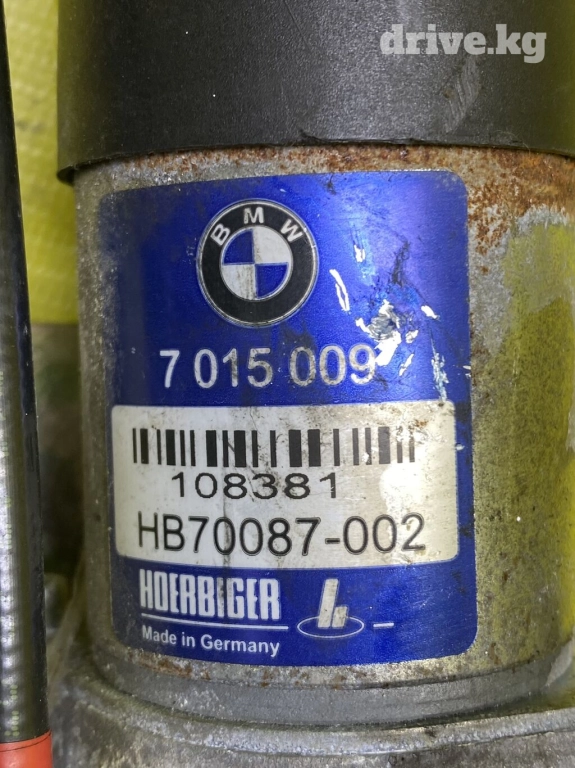 drive.kg
BMW
7 015 009
108381
HB70087-002
HOERBIGER
Made in Germany